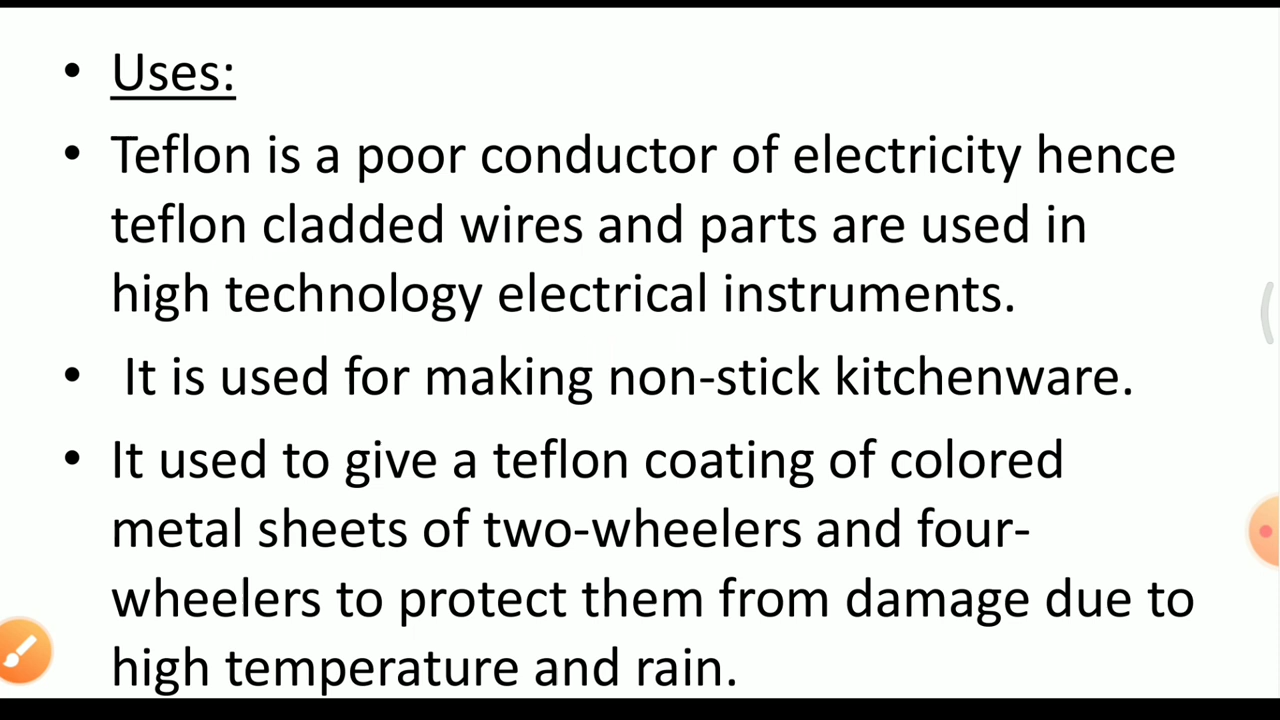 • Uses:
• Teflon is a poor conductor of electricity hence
teflon cladded wires and parts are used in
high technology electrical instruments.
• It is used for making non-stick kitchenware.
• It used to give a teflon coating of colored
metal sheets of two-wheelers and four-
wheelers to protect them from damage due to
high temperature and rain.